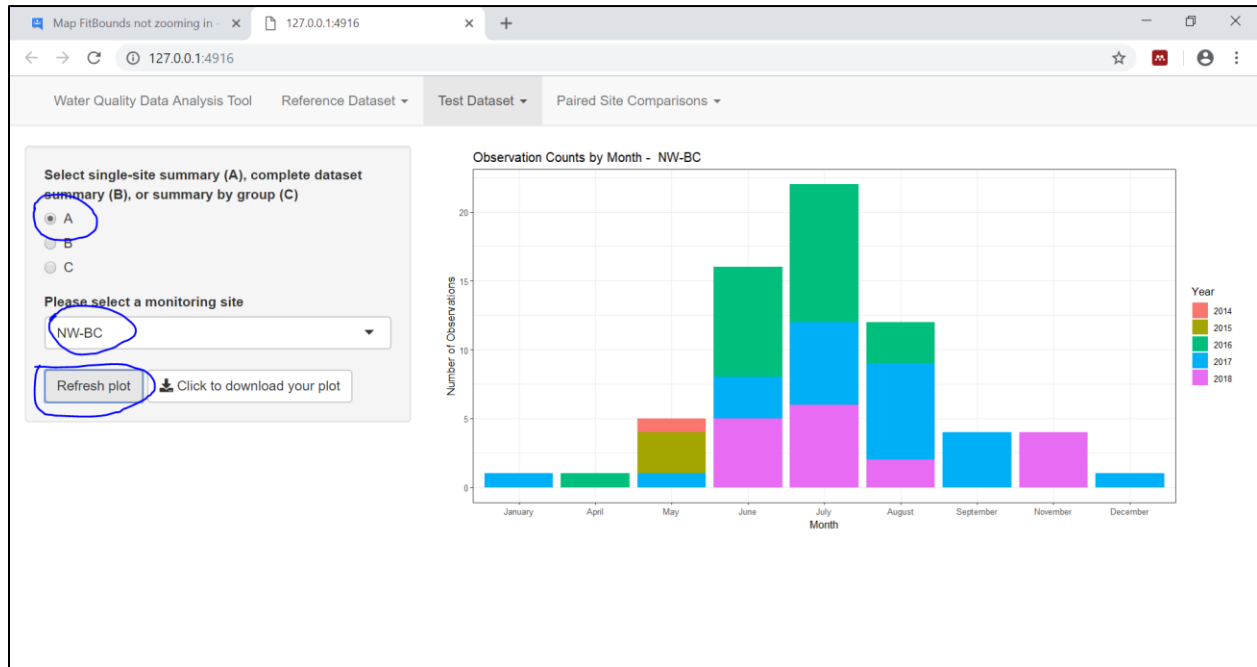 Map FitBounds not zooming in -
127.0.0.1:4916
127.0.0.1:4916
Water Quality Data Analysis Tool Reference Dataset Test Dataset Paired Site Comparisons
Select single-site summary (A), complete dataset
summary (B), or summary by group (C)
A
B
C
Please select a monitoring site
NW-BC
Refresh plot Click to download your plot
Observation Counts by Month - NW-BC
Number of Observations
20
15
10
5
0
January April May June July August September November December
Month
Year
2014
2015
2016
2017
2018